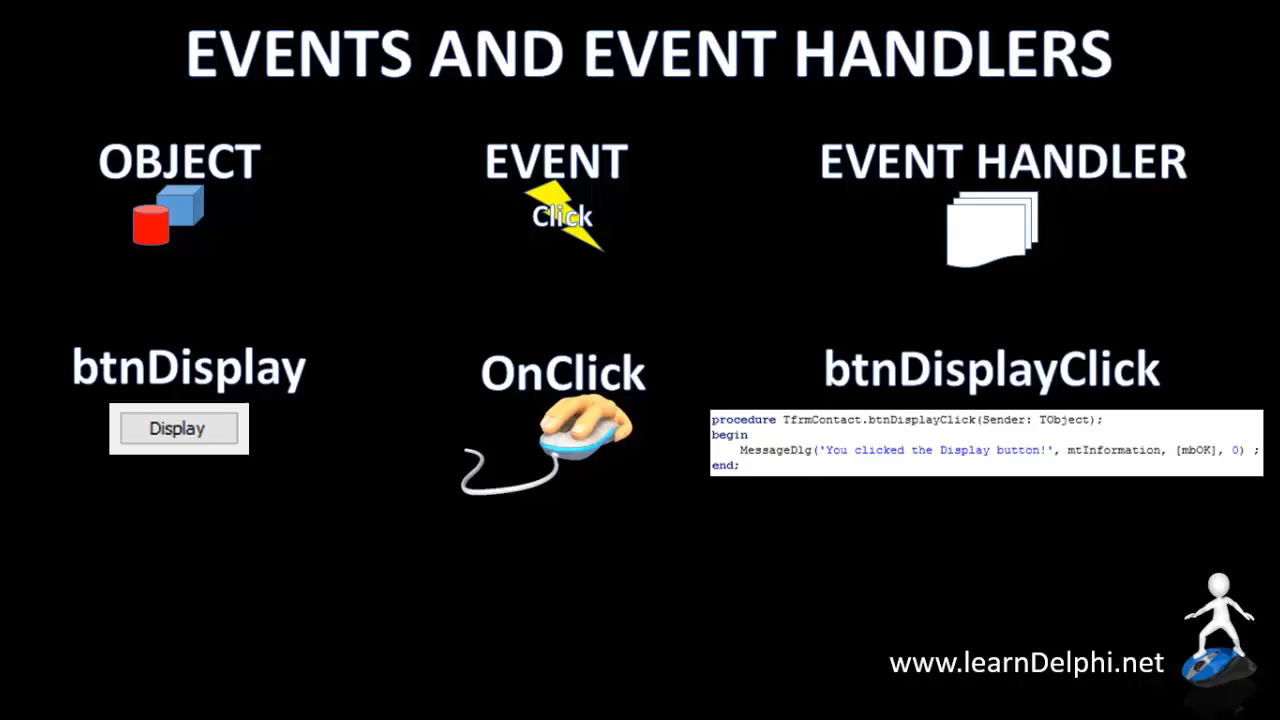 EVENTS AND EVENT HANDLERS
OBJECT
EVENT
EVENT HANDLER
Click
btnDisplay
OnClick
btnDisplayClick
Display
procedure TfrmContact.btnDisplayClick(Sender: TObject);
begin
MessageDlg('You clicked the Display button!', mtInformation, [mbOK], 0) ;
end;
www.learnDelphi.net